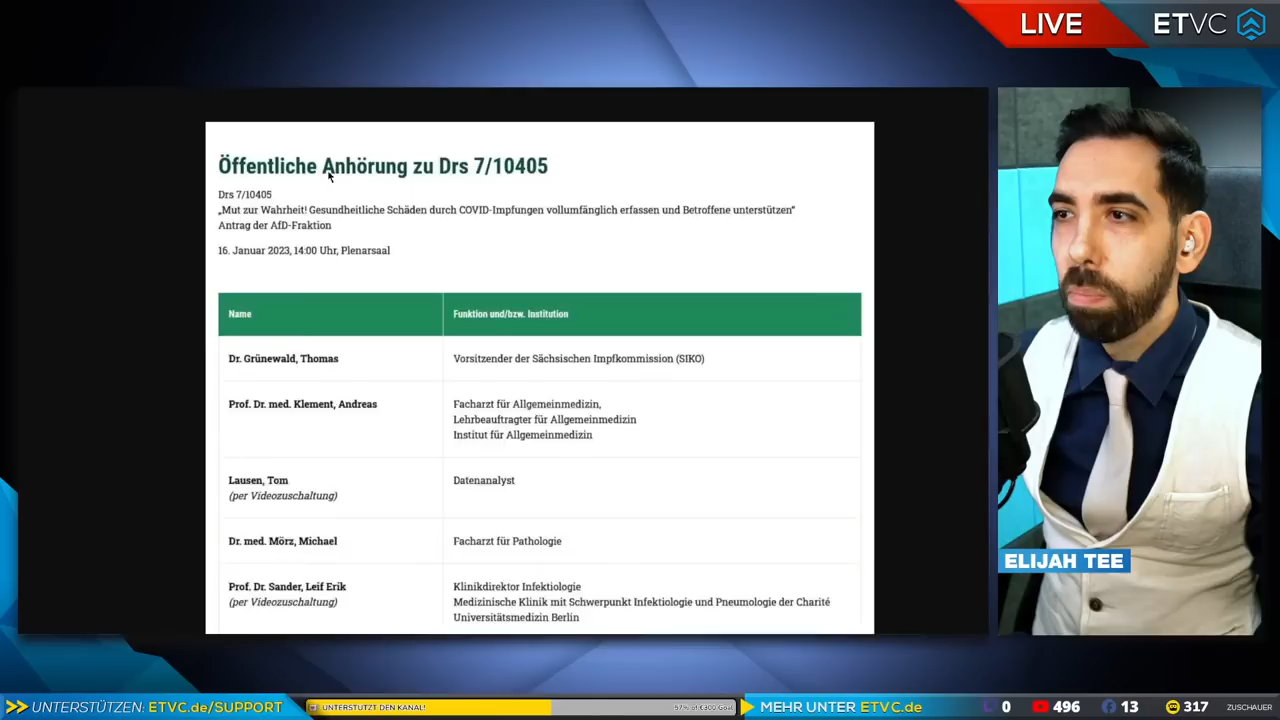 LIVE
ETVC
Öffentliche Anhörung zu Drs 7/10405
Drs 7/10405
„Mut zur Wahrheit! Gesundheitliche Schäden durch COVID-Impfungen vollumfänglich erfassen und Betroffene unterstützen“
Antrag der AfD-Fraktion
16. Januar 2023, 14:00 Uhr, Plenarsaal
Name
Funktion und/bzw. Institution
Dr. Grünewald, Thomas
Vorsitzender der Sächsischen Impfkommission (SIKO)
Prof. Dr. med. Klement, Andreas
Facharzt für Allgemeinmedizin,
Lehrbeauftragter für Allgemeinmedizin
Institut für Allgemeinmedizin
Lausen, Tom
(per Videozuschaltung)
Datenanalyst
Dr. med. Mörz, Michael
Facharzt für Pathologie
Prof. Dr. Sander, Leif Erik
(per Videozuschaltung)
Klinikdirektor Infektiologie
Medizinische Klinik mit Schwerpunkt Infektiologie und Pneumologie der Charité
Universitätsmedizin Berlin
ELIJAH TEE
UNTERSTÜTZEN: ETVC.de/SUPPORT
UNTERSTÜTZT DEN KANAL!
57% of €300 Goal
MEHR UNTER ETVC.de
0
496
13
317
ZUSCHAUER